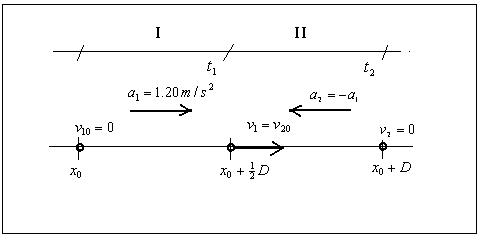 I II
t₁ t₂
a₁ = 1.20 m/s² a₂ = −a₁
v₁₀ = 0 v₁ = v₂₀ v₂ = 0
x₀ x₀ + ½D x₀ + D